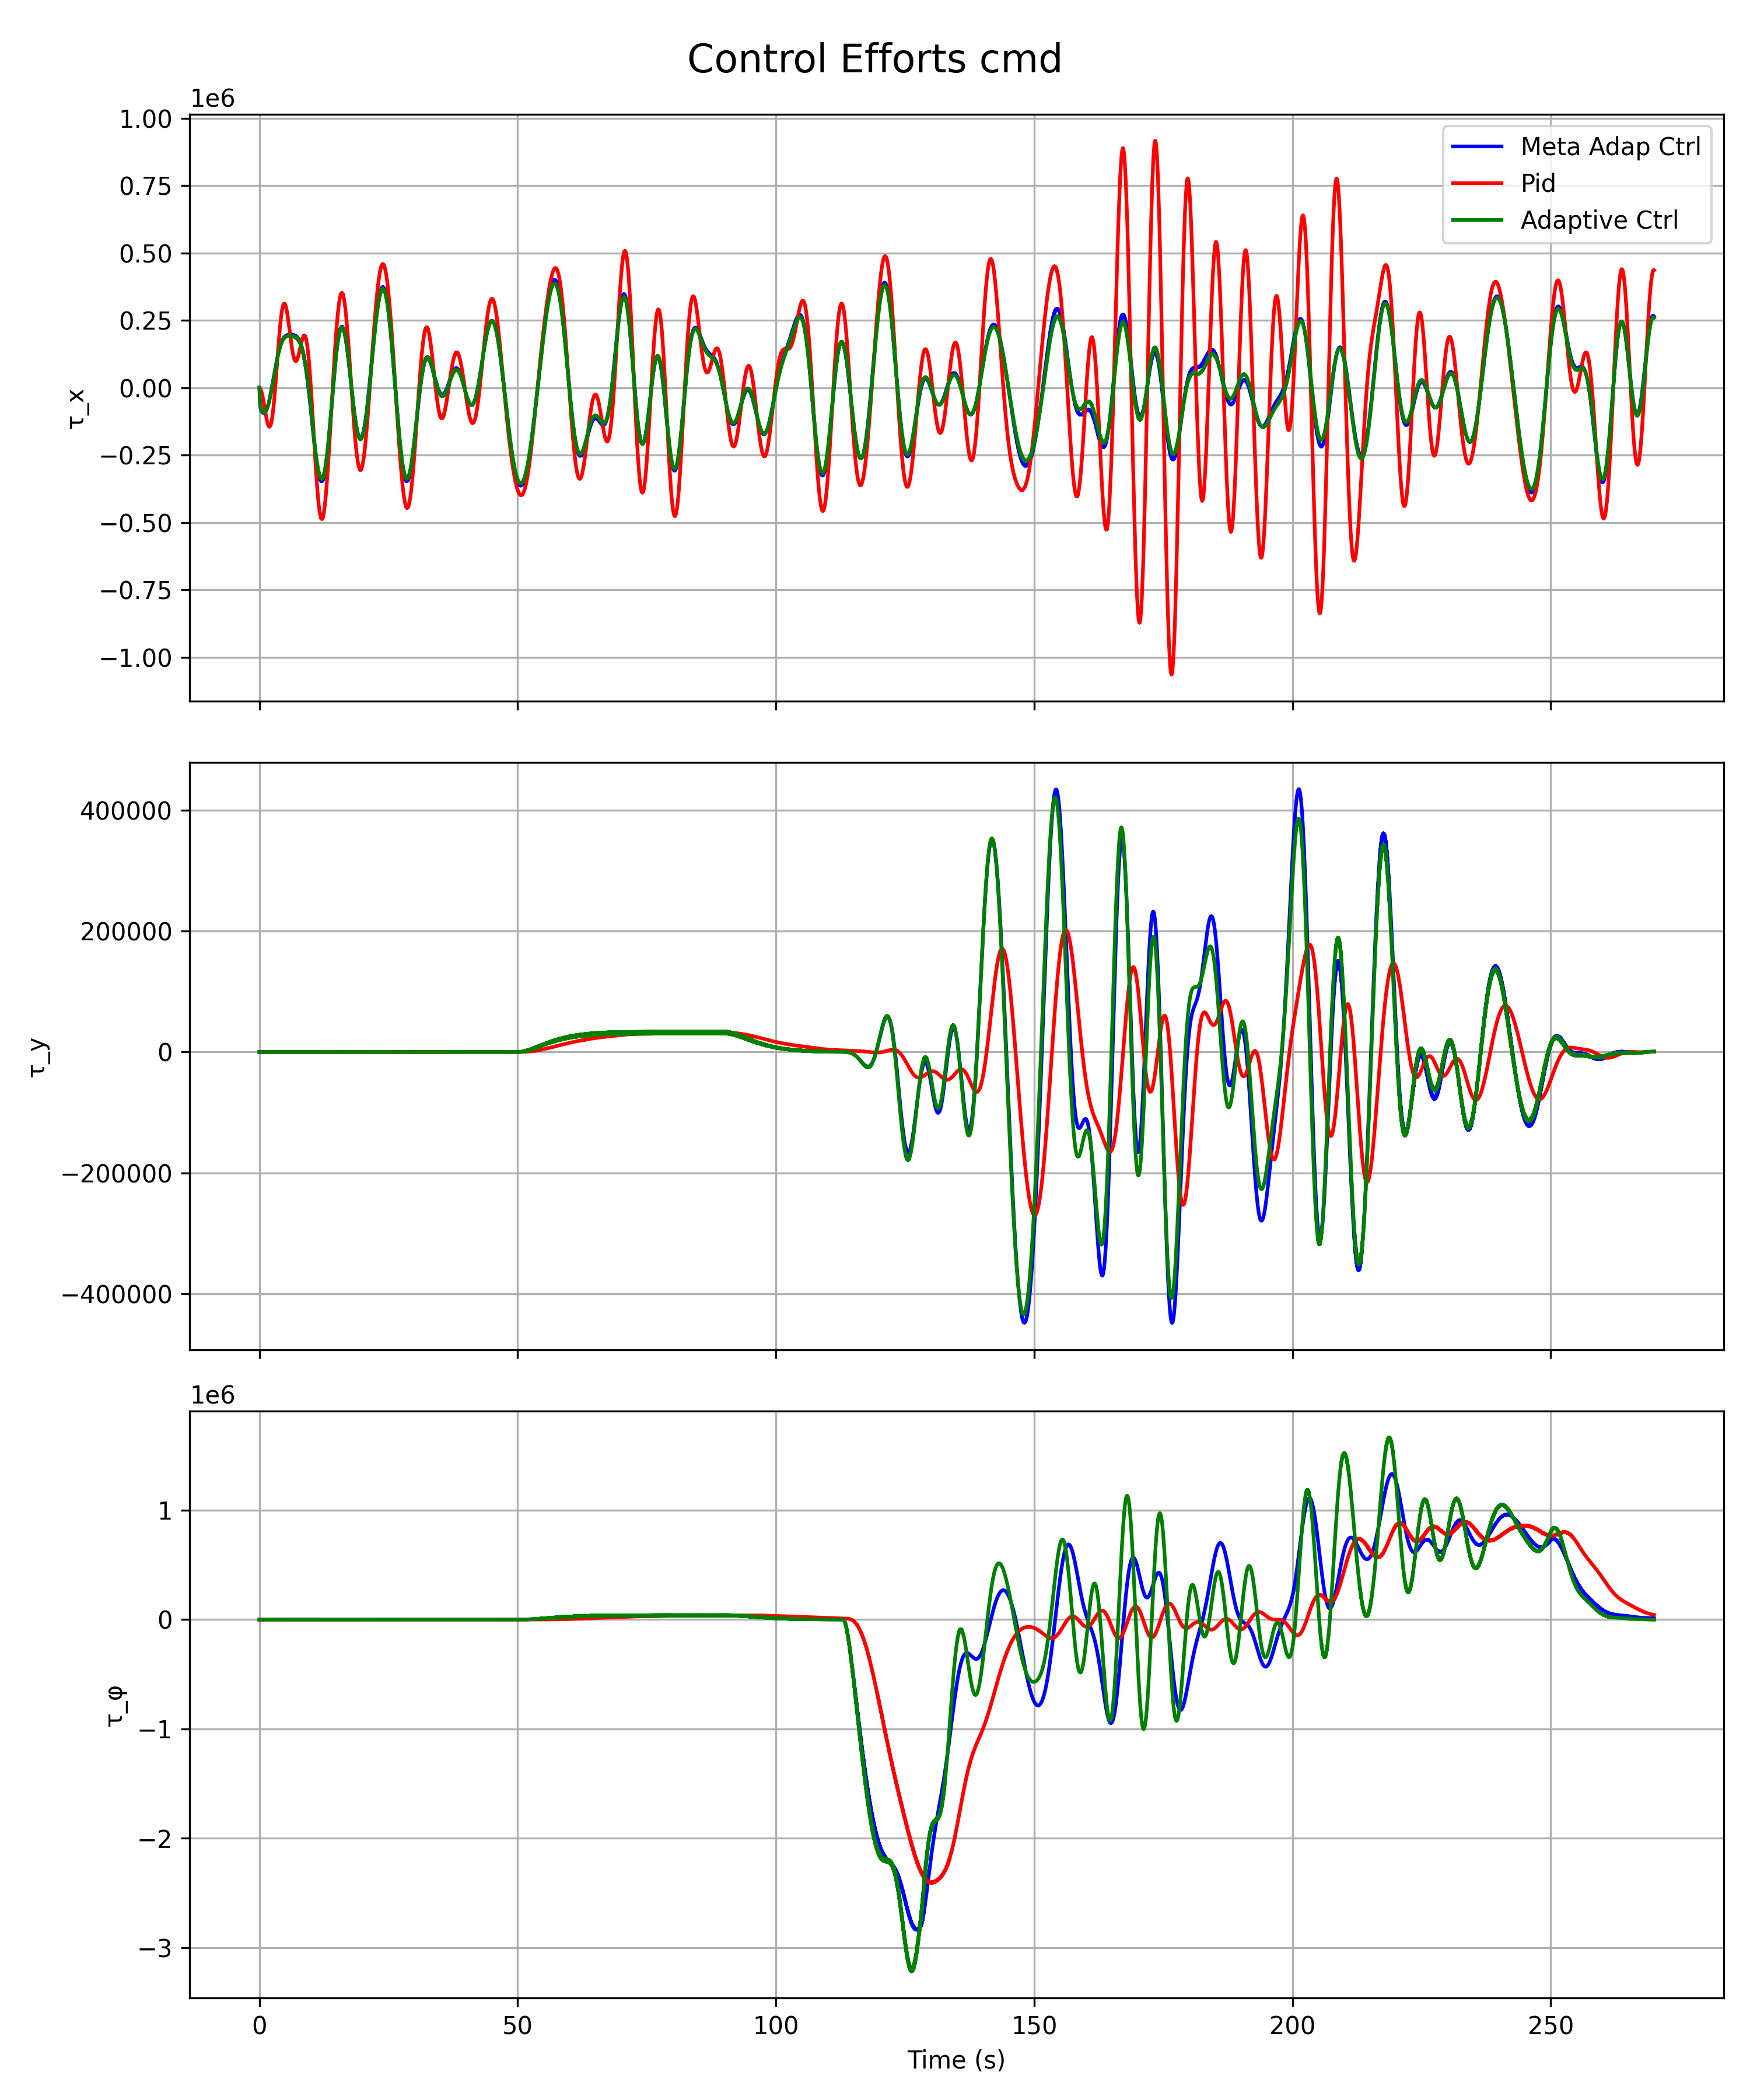 Control Efforts cmd
1e6
1.00
0.75
0.50
0.25
0.00
−0.25
−0.50
−0.75
−1.00
τ_x
Meta Adap Ctrl
Pid
Adaptive Ctrl
400000
200000
0
−200000
−400000
τ_y
1e6
1
0
−1
−2
−3
τ_φ
0 50 100 150 200 250
Time (s)